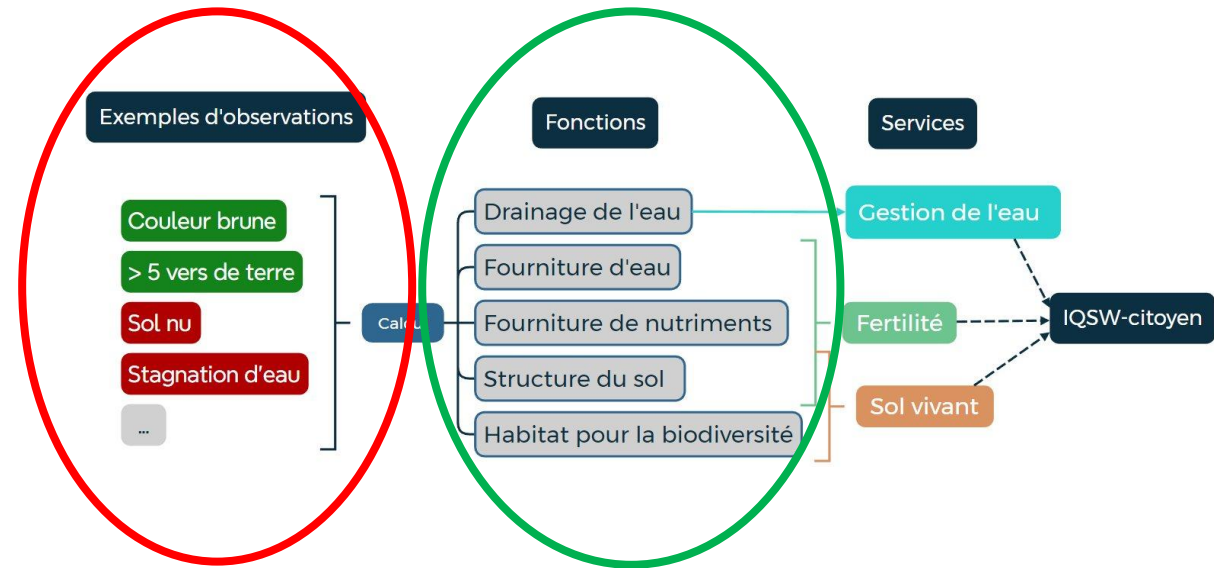 Exemples d'observations
Fonctions
Services
Couleur brune
> 5 vers de terre
Sol nu
Stagnation d'eau
...
Drainage de l'eau
Fourniture d'eau
Fourniture de nutriments
Structure du sol
Habitat pour la biodiversité
Gestion de l'eau
Fertilité
Sol vivant
IQSW-citoyen